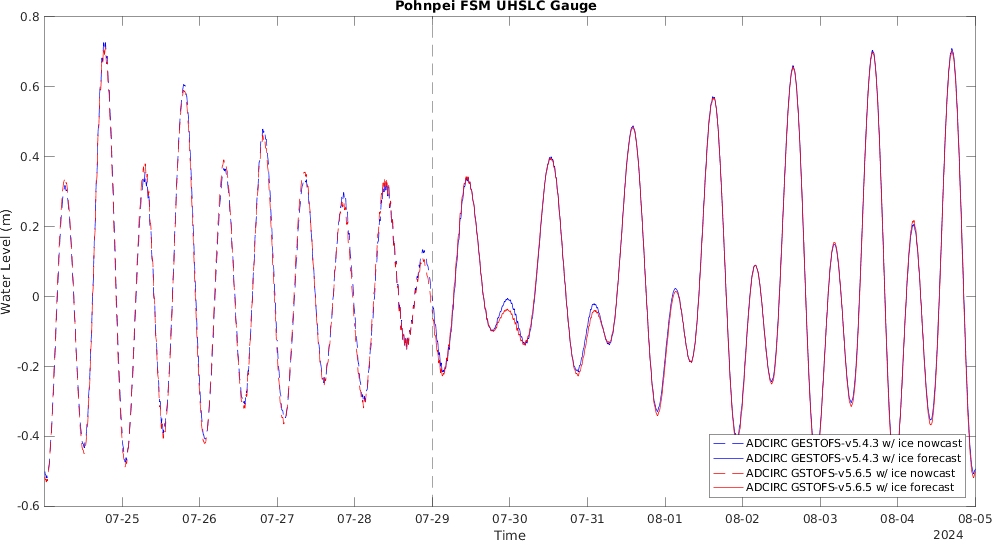 Pohnpei FSM UHSLC Gauge
Water Level (m)
0.8
0.6
0.4
0.2
0
-0.2
-0.4
-0.6
ADCIRC GESTOFS-v5.4.3 w/ ice nowcast
ADCIRC GESTOFS-v5.4.3 w/ ice forecast
ADCIRC GSTOFS-v5.6.5 w/ ice nowcast
ADCIRC GSTOFS-v5.6.5 w/ ice forecast
07-25 07-26 07-27 07-28 07-29 07-30 07-31 08-01 08-02 08-03 08-04 08-05
Time
2024